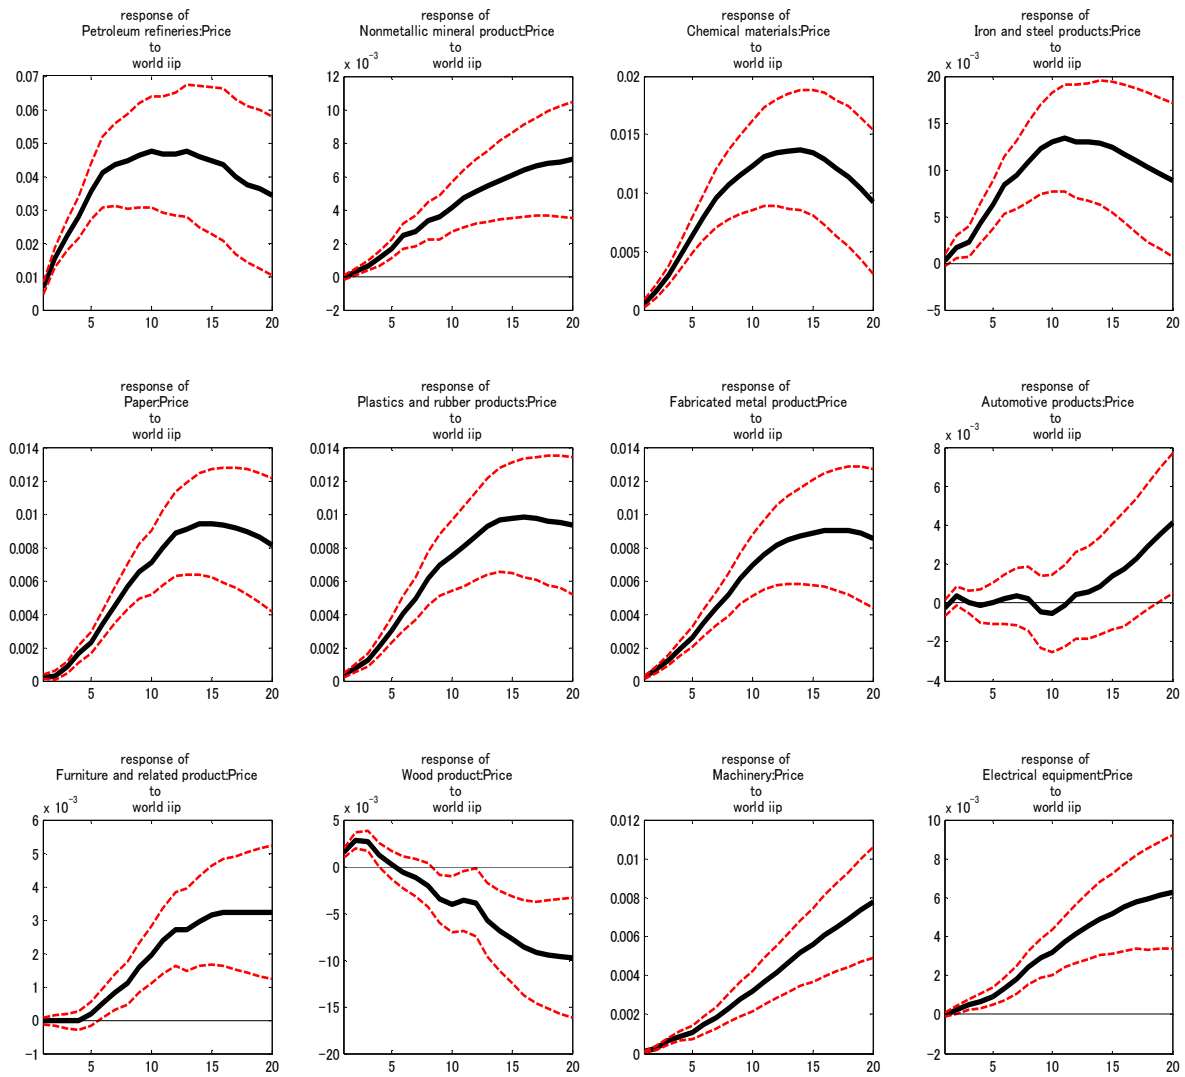 response of
Petroleum refineries:Price
to
world iip
0.07
0.06
0.05
0.04
0.03
0.02
0.01
0
5 10 15 20
response of
Nonmetallic mineral product:Price
to
world iip
x 10⁻³
12
10
8
6
4
2
0
−2
5 10 15 20
response of
Chemical materials:Price
to
world iip
0.02
0.015
0.01
0.005
0
5 10 15 20
response of
Iron and steel products:Price
to
world iip
x 10⁻³
20
15
10
5
0
−5
5 10 15 20
response of
Paper:Price
to
world iip
0.014
0.012
0.01
0.008
0.006
0.004
0.002
0
5 10 15 20
response of
Plastics and rubber products:Price
to
world iip
0.014
0.012
0.01
0.008
0.006
0.004
0.002
0
5 10 15 20
response of
Fabricated metal product:Price
to
world iip
0.014
0.012
0.01
0.008
0.006
0.004
0.002
0
5 10 15 20
response of
Automotive products:Price
to
world iip
x 10⁻³
8
6
4
2
0
−2
−4
5 10 15 20
response of
Furniture and related product:Price
to
world iip
x 10⁻³
6
5
4
3
2
1
0
−1
5 10 15 20
response of
Wood product:Price
to
world iip
x 10⁻³
5
0
−5
−10
−15
−20
5 10 15 20
response of
Machinery:Price
to
world iip
0.012
0.01
0.008
0.006
0.004
0.002
0
5 10 15 20
response of
Electrical equipment:Price
to
world iip
x 10⁻³
10
8
6
4
2
0
−2
5 10 15 20